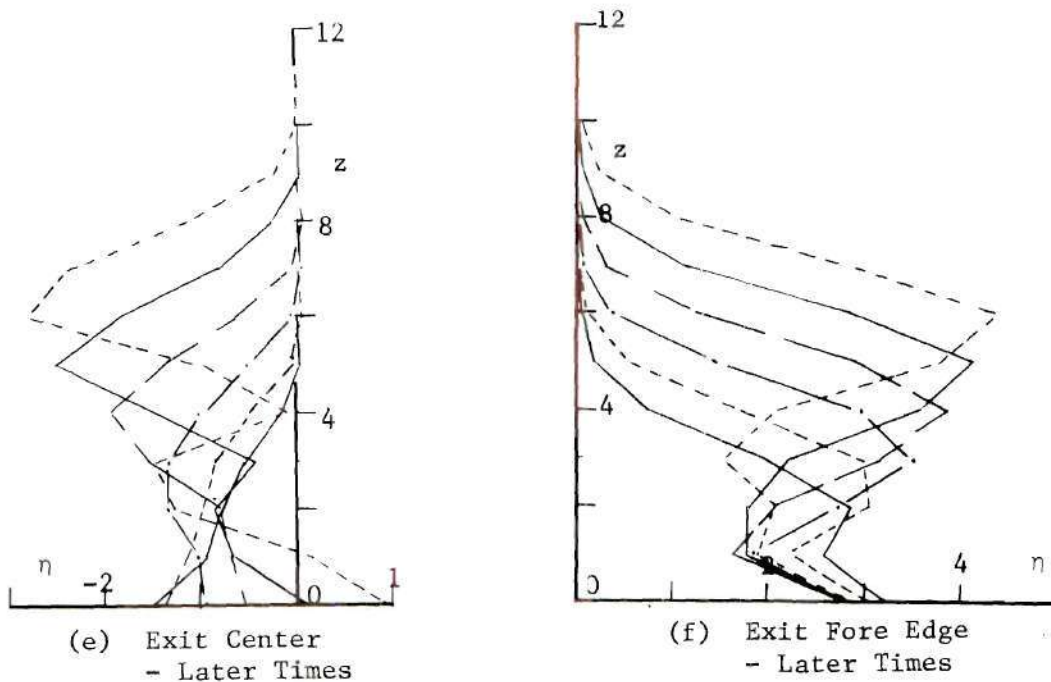 12
z
8
4
η
-2
0
1
(e) Exit Center
- Later Times
12
z
8
4
0
2
4
η
(f) Exit Fore Edge
- Later Times